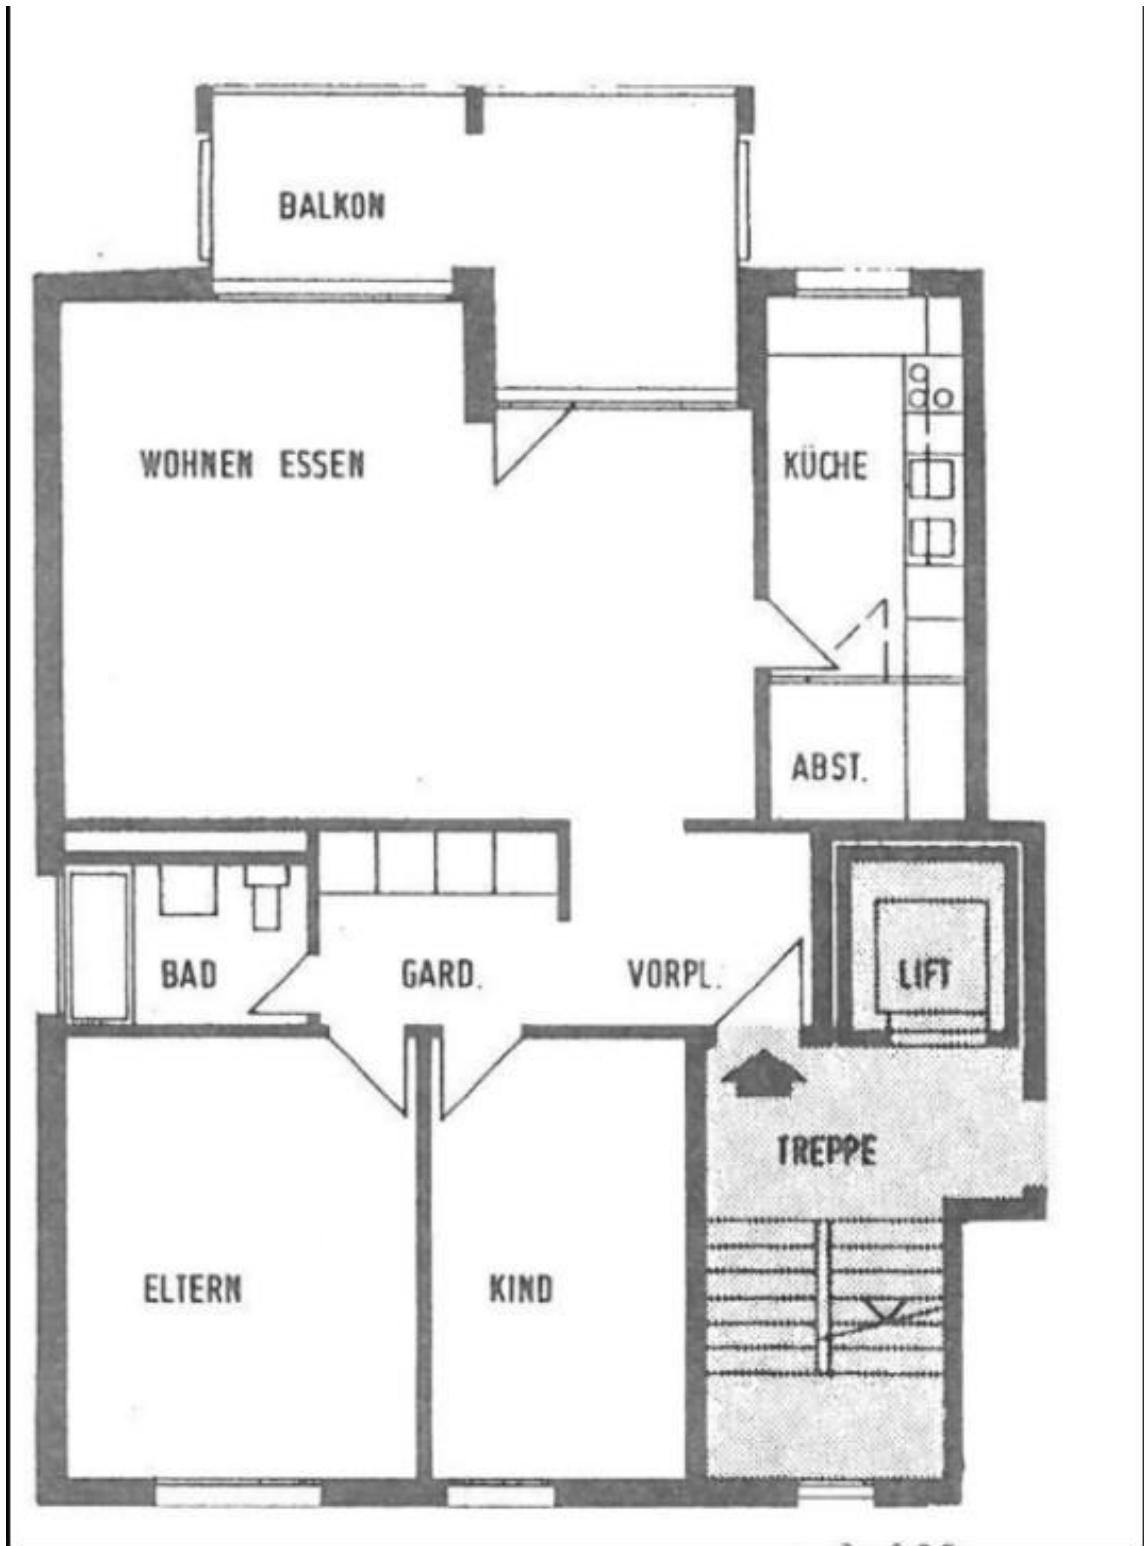 BALKON
WOHNEN ESSEN
KÜCHE
ABST.
BAD
GARD.
VORPL.
LIFT
TREPPE
ELTERN
KIND